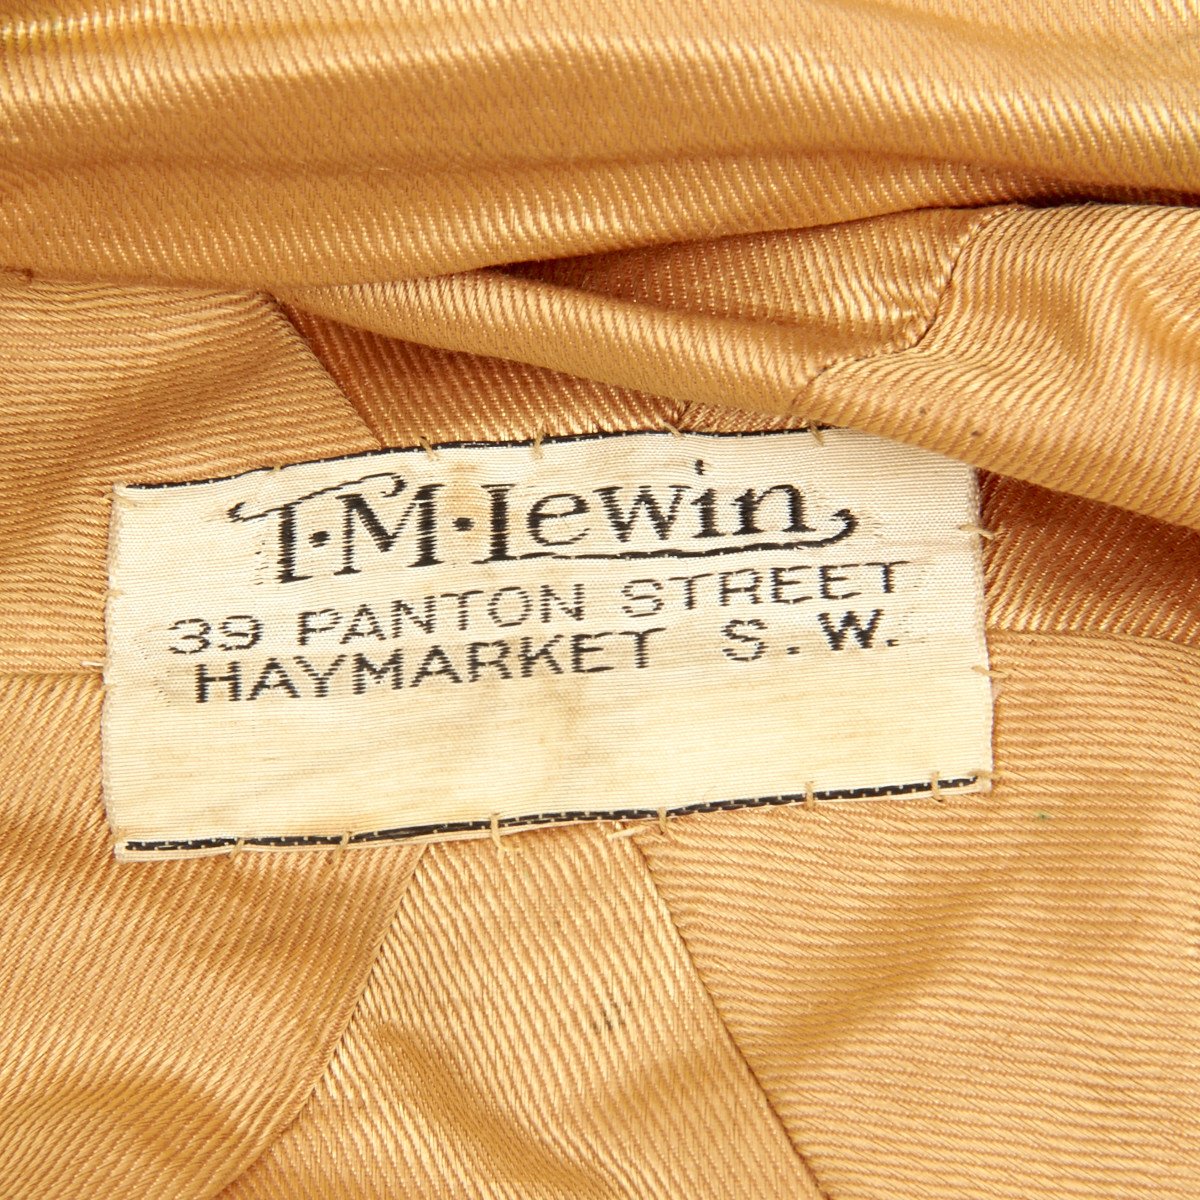 T·M·Lewin
39 PANTON STREET
HAYMARKET S.W.